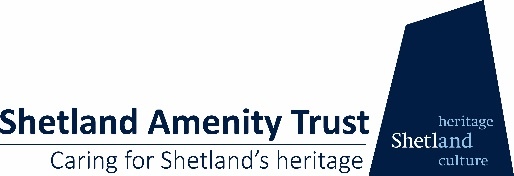 Shetland Amenity Trust
Caring for Shetland's heritage
heritage
Shetland
culture